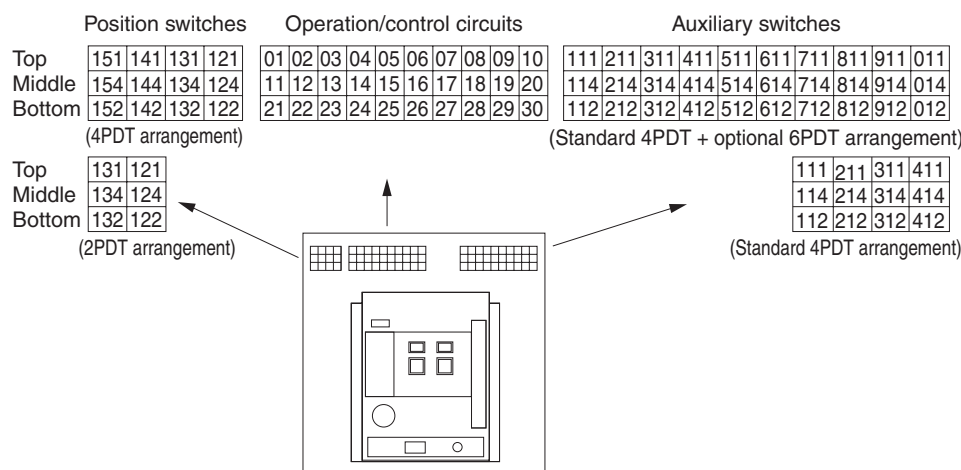 Position switches Operation/control circuits Auxiliary switches
Top 151 141 131 121 01 02 03 04 05 06 07 08 09 10 111 211 311 411 511 611 711 811 911 011
Middle 154 144 134 124 11 12 13 14 15 16 17 18 19 20 114 214 314 414 514 614 714 814 914 014
Bottom 152 142 132 122 21 22 23 24 25 26 27 28 29 30 112 212 312 412 512 612 712 812 912 012
(4PDT arrangement) (Standard 4PDT + optional 6PDT arrangement)
Top 131 121 111 211 311 411
Middle 134 124 114 214 314 414
Bottom 132 122 112 212 312 412
(2PDT arrangement) (Standard 4PDT arrangement)